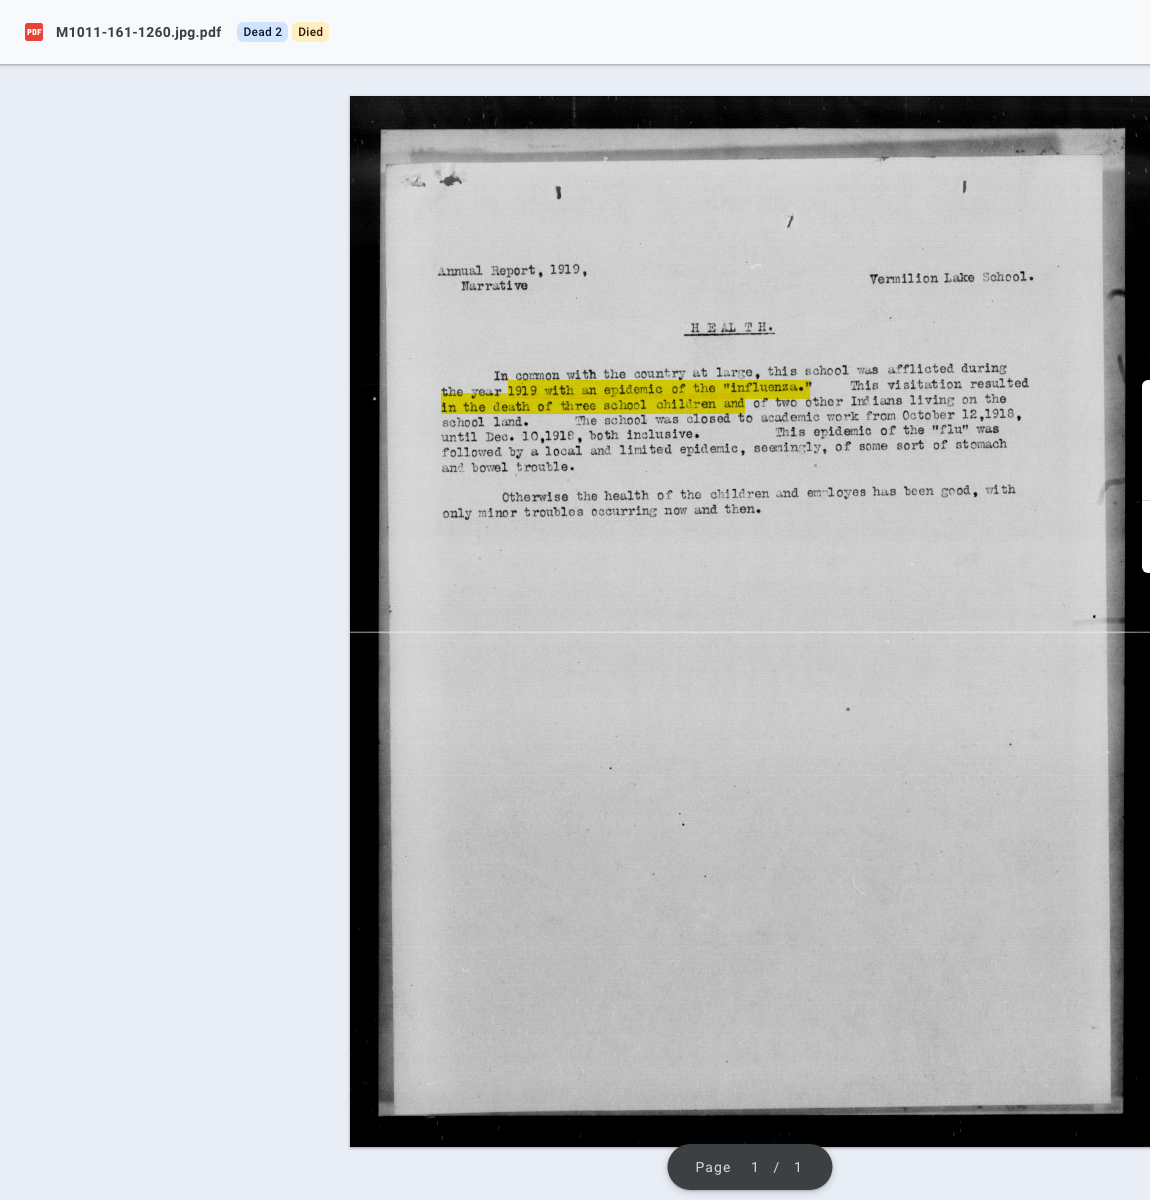 M1011-161-1260.jpg.pdf Dead 2 Died
Annual Report, 1919,
Narrative
Vermilion Lake School.
H E A L T H.
In common with the country at large, this school was afflicted during
the year 1919 with an epidemic of the "influenza." This visitation resulted
in the death of three school children and of two other Indians living on the
school land. The school was closed to academic work from October 12,1918,
until Dec. 10,1918, both inclusive. This epidemic of the "flu" was
followed by a local and limited epidemic, seemingly, of some sort of stomach
and bowel trouble.
Otherwise the health of the children and employes has been good, with
only minor troubles occurring now and then.
Page 1 / 1